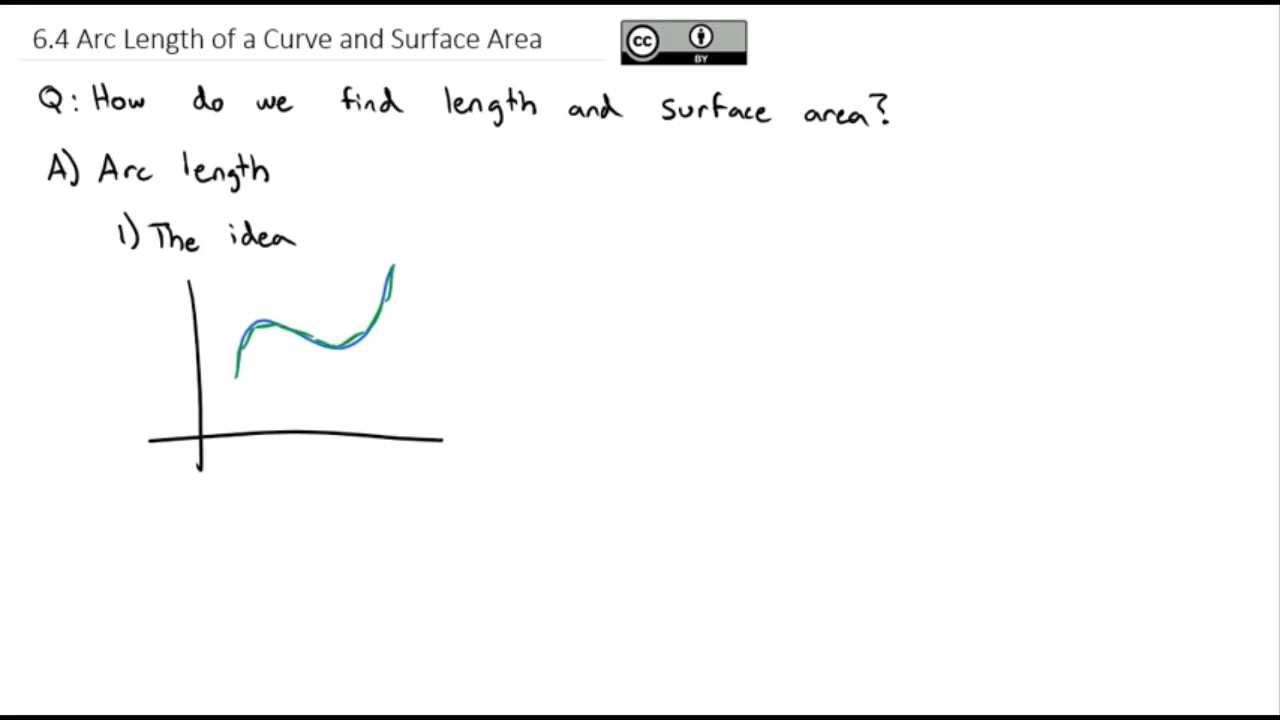 6.4 Arc Length of a Curve and Surface Area
cc BY
Q: How do we find length and surface area?
A) Arc length
1) The idea